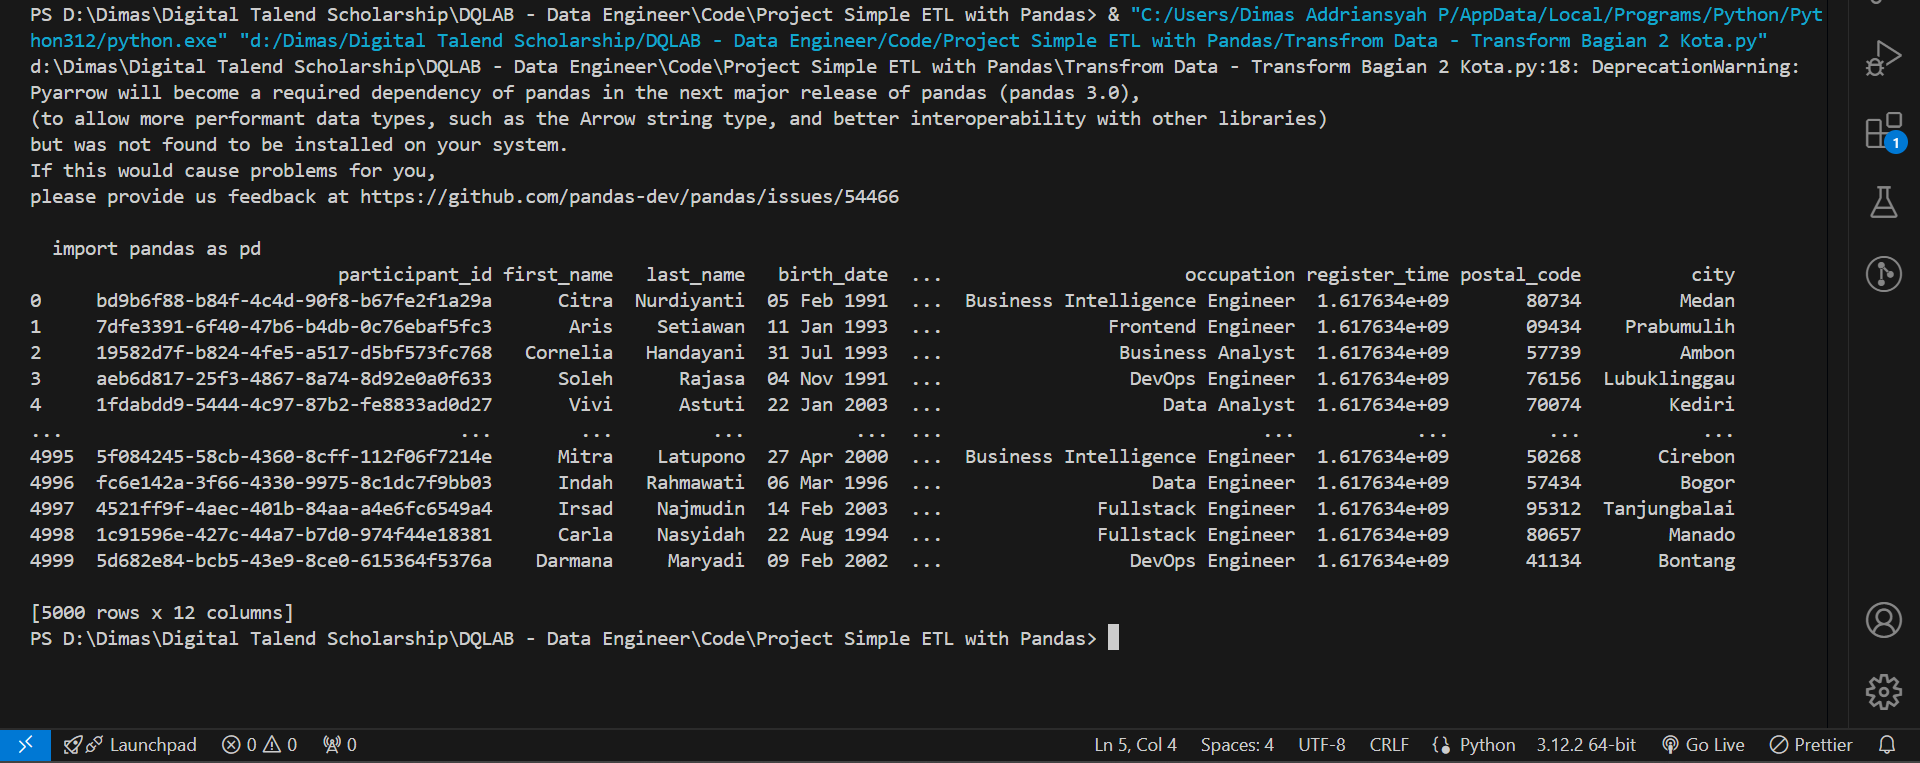 PS D:\Dimas\Digital Talend Scholarship\DQLAB - Data Engineer\Code\Project Simple ETL with Pandas> & "C:/Users/Dimas Addriansyah P/AppData/Local/Programs/Python/Pyt
hon312/python.exe" "d:/Dimas/Digital Talend Scholarship/DQLAB - Data Engineer/Code/Project Simple ETL with Pandas/Transfrom Data - Transform Bagian 2 Kota.py"
d:\Dimas\Digital Talend Scholarship\DQLAB - Data Engineer\Code\Project Simple ETL with Pandas\Transfrom Data - Transform Bagian 2 Kota.py:18: DeprecationWarning:
Pyarrow will become a required dependency of pandas in the next major release of pandas (pandas 3.0),
(to allow more performant data types, such as the Arrow string type, and better interoperability with other libraries)
but was not found to be installed on your system.
If this would cause problems for you,
please provide us feedback at https://github.com/pandas-dev/pandas/issues/54466
import pandas as pd
participant_id first_name last_name birth_date ... occupation register_time postal_code city
0 bd9b6f88-b84f-4c4d-90f8-b67fe2f1a29a Citra Nurdiyanti 05 Feb 1991 ... Business Intelligence Engineer 1.617634e+09 80734 Medan
1 7dfe3391-6f40-47b6-b4db-0c76ebaf5fc3 Aris Setiawan 11 Jan 1993 ... Frontend Engineer 1.617634e+09 09434 Prabumulih
2 19582d7f-b824-4fe5-a517-d5bf573fc768 Cornelia Handayani 31 Jul 1993 ... Business Analyst 1.617634e+09 57739 Ambon
3 aeb6d817-25f3-4867-8a74-8d92e0a0f633 Soleh Rajasa 04 Nov 1991 ... DevOps Engineer 1.617634e+09 76156 Lubuklinggau
4 1fdabdd9-5444-4c97-87b2-fe8833ad0d27 Vivi Astuti 22 Jan 2003 ... Data Analyst 1.617634e+09 70074 Kediri
... ... ... ... ... ... ... ... ... ...
4995 5f084245-58cb-4360-8cff-112f06f7214e Mitra Latupono 27 Apr 2000 ... Business Intelligence Engineer 1.617634e+09 50268 Cirebon
4996 fc6e142a-3f66-4330-9975-8c1dc7f9bb03 Indah Rahmawati 06 Mar 1996 ... Data Engineer 1.617634e+09 57434 Bogor
4997 4521ff9f-4aec-401b-84aa-a4e6fc6549a4 Irsad Najmudin 14 Feb 2003 ... Fullstack Engineer 1.617634e+09 95312 Tanjungbalai
4998 1c91596e-427c-44a7-b7d0-974f44e18381 Carla Nasyidah 22 Aug 1994 ... Fullstack Engineer 1.617634e+09 80657 Manado
4999 5d682e84-bcb5-43e9-8ce0-615364f5376a Darmana Maryadi 09 Feb 2002 ... DevOps Engineer 1.617634e+09 41134 Bontang
[5000 rows x 12 columns]
PS D:\Dimas\Digital Talend Scholarship\DQLAB - Data Engineer\Code\Project Simple ETL with Pandas>
1
Launchpad 0 0 0 Ln 5, Col 4 Spaces: 4 UTF-8 CRLF Python 3.12.2 64-bit Go Live Prettier